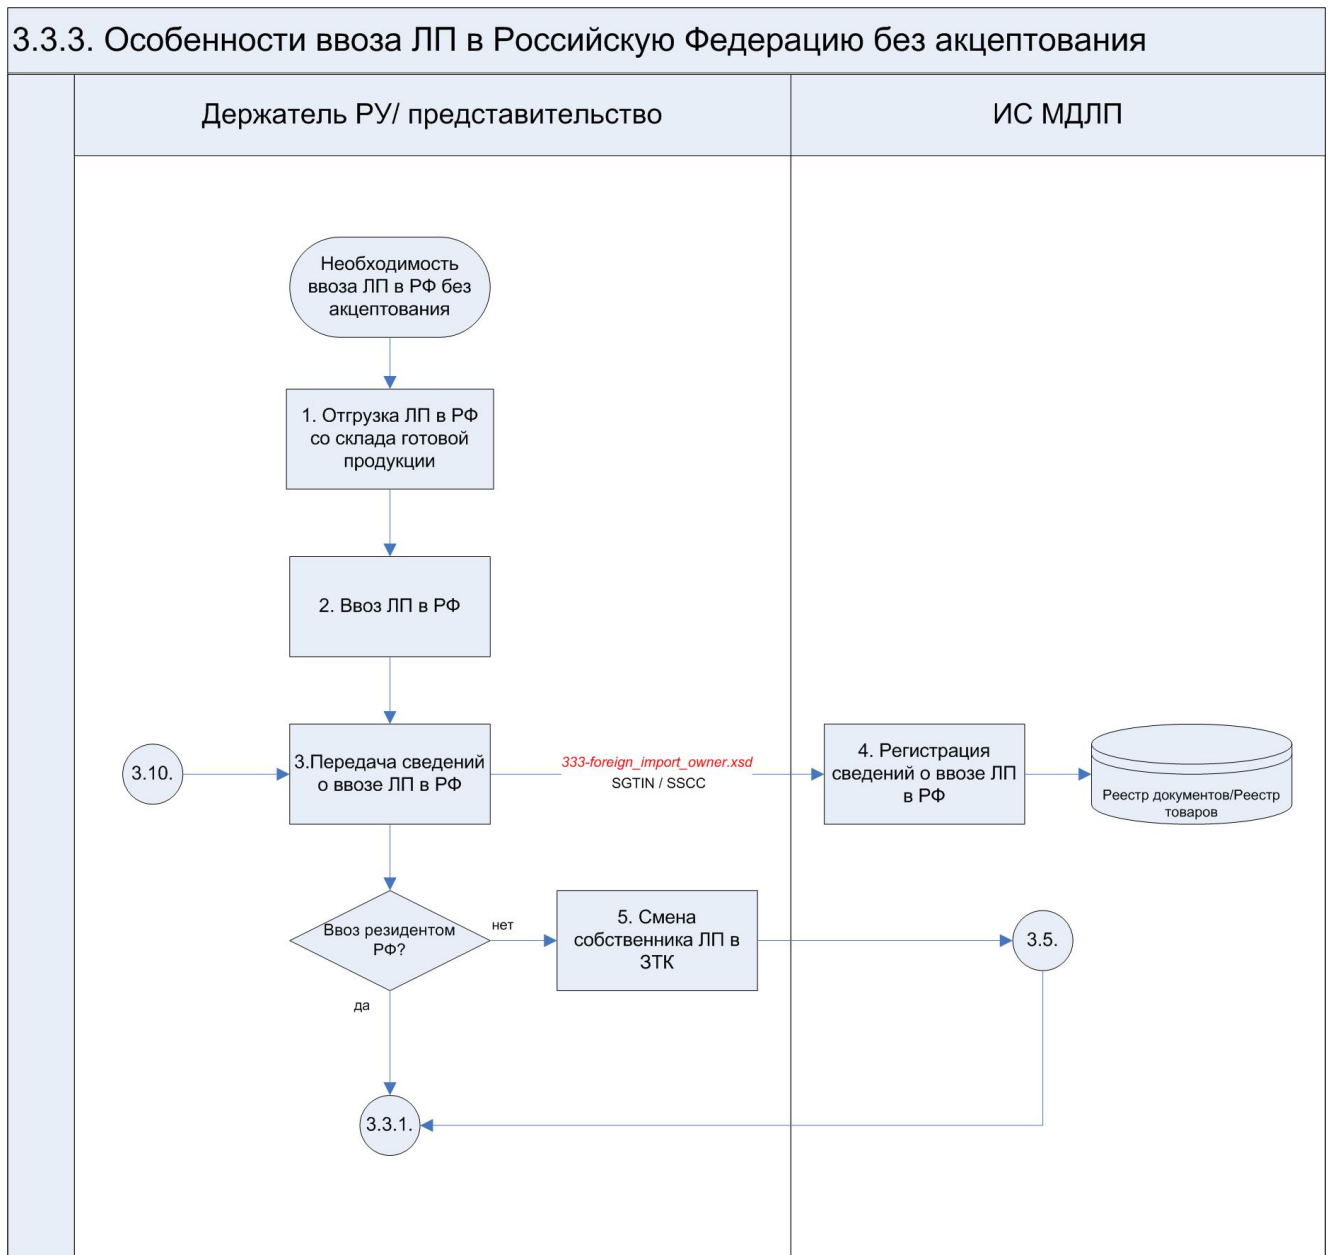 3.3.3. Особенности ввоза ЛП в Российскую Федерацию без акцептования
Держатель РУ/ представительство
ИС МДЛП
Необходимость
ввоза ЛП в РФ без
акцептования
1. Отгрузка ЛП в РФ
со склада готовой
продукции
2. Ввоз ЛП в РФ
3.10.
3.Передача сведений
о ввозе ЛП в РФ
333-foreign_import_owner.xsd
SGTIN / SSCC
4. Регистрация
сведений о ввозе ЛП
в РФ
Реестр документов/Реестр
товаров
Ввоз резидентом
РФ?
нет
5. Смена
собственника ЛП в
ЗТК
3.5.
да
3.3.1.